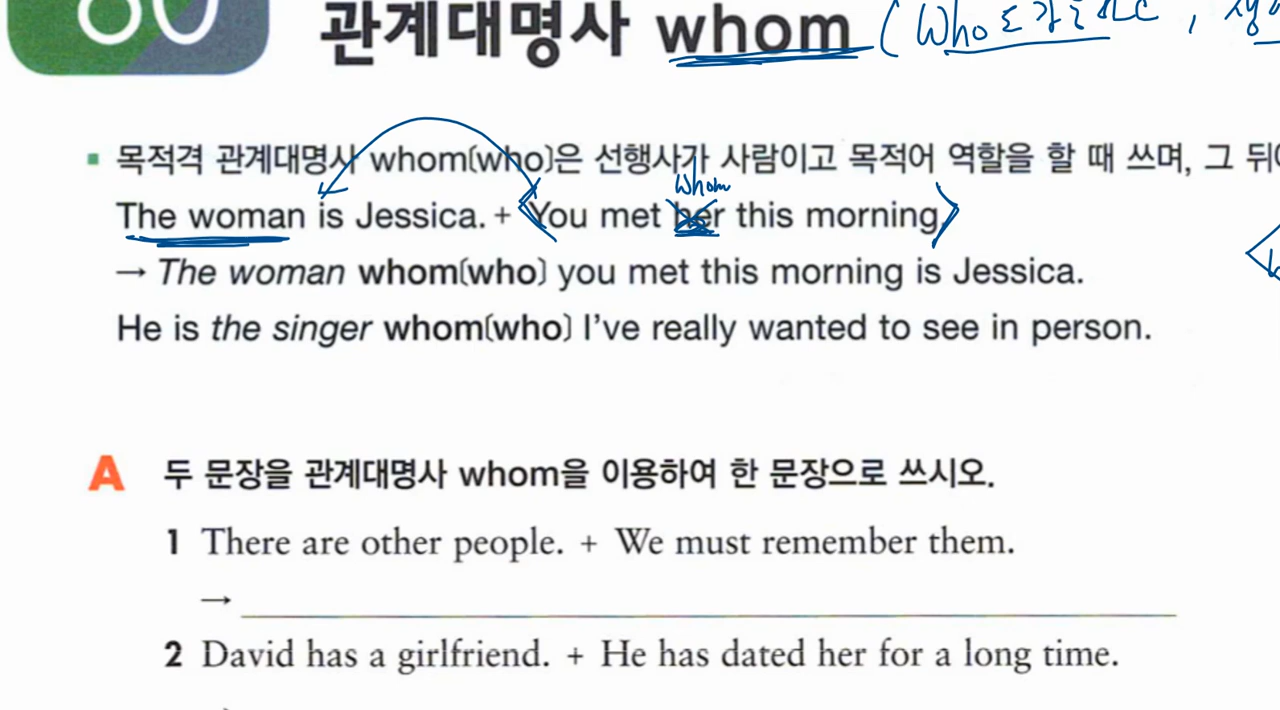 80
관계대명사 whom (Who도 가능
목적격 관계대명사 whom(who)은 선행사가 사람이고 목적어 역할을 할 때 쓰며, 그 뒤
whom
The woman is Jessica. + You met her this morning.
→ The woman whom(who) you met this morning is Jessica.
He is the singer whom(who) I've really wanted to see in person.
A 두 문장을 관계대명사 whom을 이용하여 한 문장으로 쓰시오.
1 There are other people. + We must remember them.
→
2 David has a girlfriend. + He has dated her for a long time.